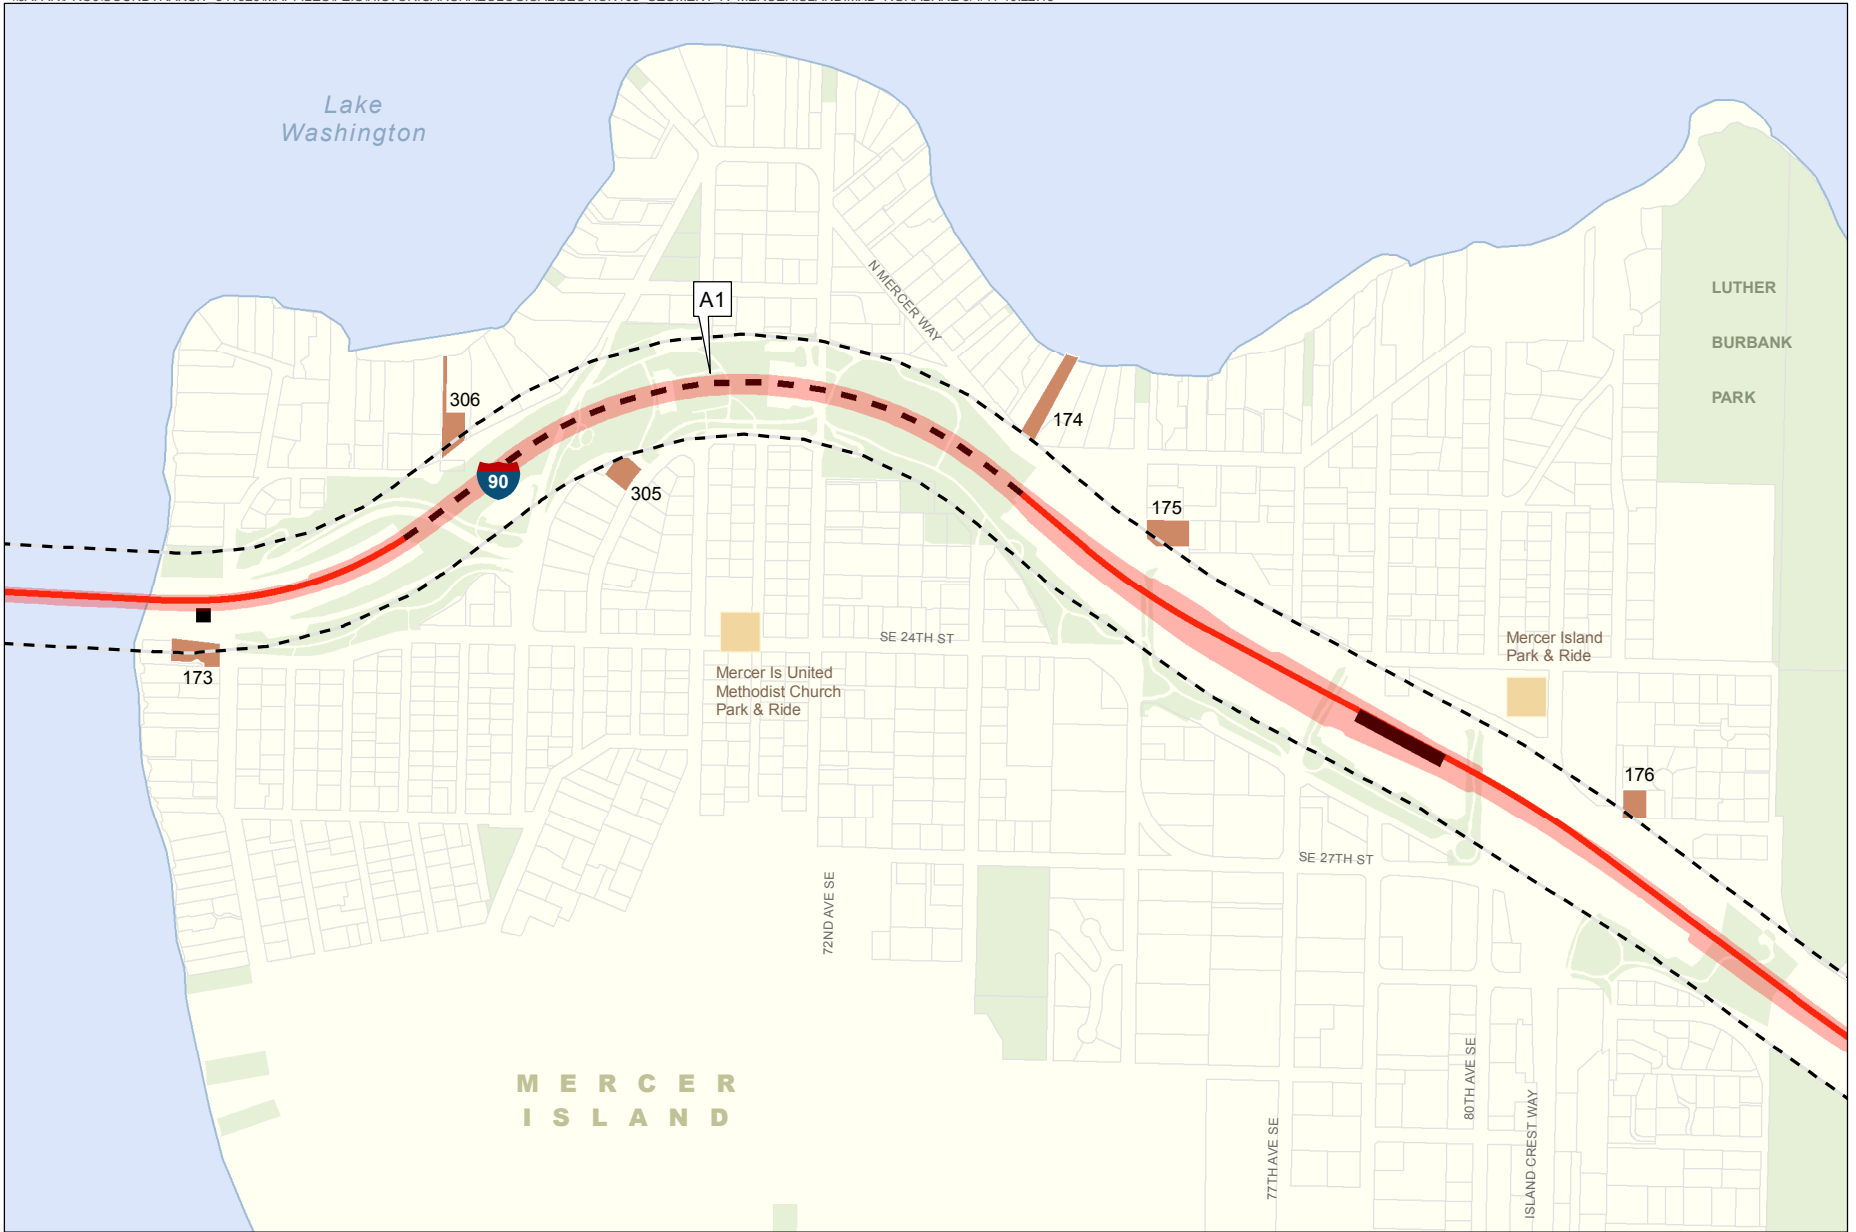 Lake
Washington
N MERCER WAY
A1
LUTHER
BURBANK
PARK
306
174
90
305
175
SE 24TH ST
Mercer Island
Park & Ride
173
Mercer Is United
Methodist Church
Park & Ride
176
SE 27TH ST
72ND AVE SE
MERCER
ISLAND
80TH AVE SE
77TH AVE SE
ISLAND CREST WAY